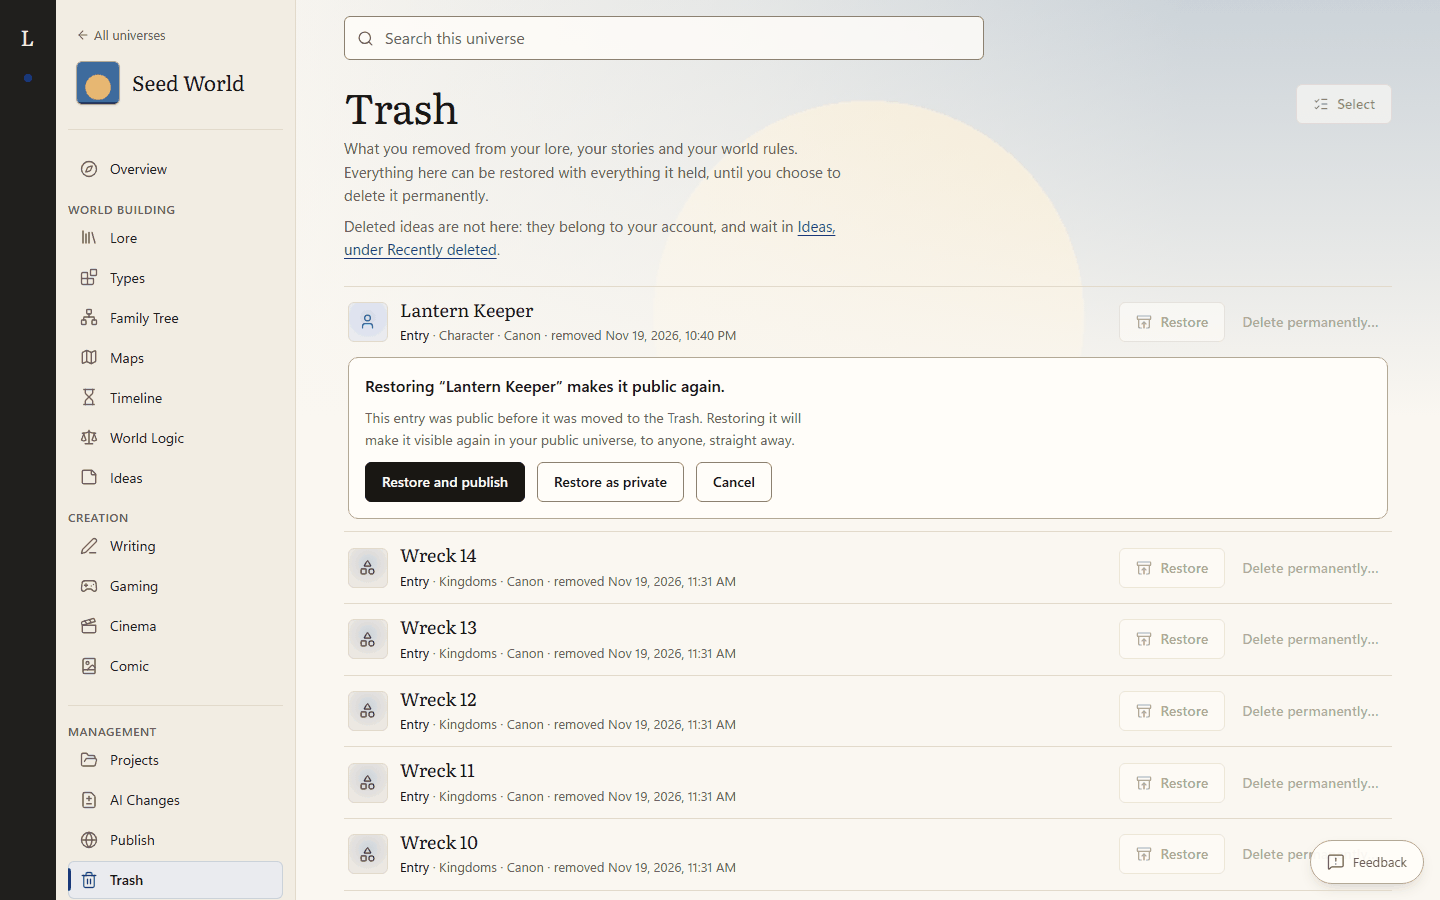 L
All universes
Seed World
Overview
WORLD BUILDING
Lore
Types
Family Tree
Maps
Timeline
World Logic
Ideas
CREATION
Writing
Gaming
Cinema
Comic
MANAGEMENT
Projects
AI Changes
Publish
Trash
Search this universe
Trash
Select
What you removed from your lore, your stories and your world rules.
Everything here can be restored with everything it held, until you choose to
delete it permanently.
Deleted ideas are not here: they belong to your account, and wait in Ideas,
under Recently deleted.
Lantern Keeper
Entry · Character · Canon · removed Nov 19, 2026, 10:40 PM
Restore Delete permanently...
Restoring “Lantern Keeper” makes it public again.
This entry was public before it was moved to the Trash. Restoring it will
make it visible again in your public universe, to anyone, straight away.
Restore and publish Restore as private Cancel
Wreck 14
Entry · Kingdoms · Canon · removed Nov 19, 2026, 11:31 AM
Restore Delete permanently...
Wreck 13
Entry · Kingdoms · Canon · removed Nov 19, 2026, 11:31 AM
Restore Delete permanently...
Wreck 12
Entry · Kingdoms · Canon · removed Nov 19, 2026, 11:31 AM
Restore Delete permanently...
Wreck 11
Entry · Kingdoms · Canon · removed Nov 19, 2026, 11:31 AM
Restore Delete permanently...
Wreck 10
Entry · Kingdoms · Canon · removed Nov 19, 2026, 11:31 AM
Restore Delete
Feedback